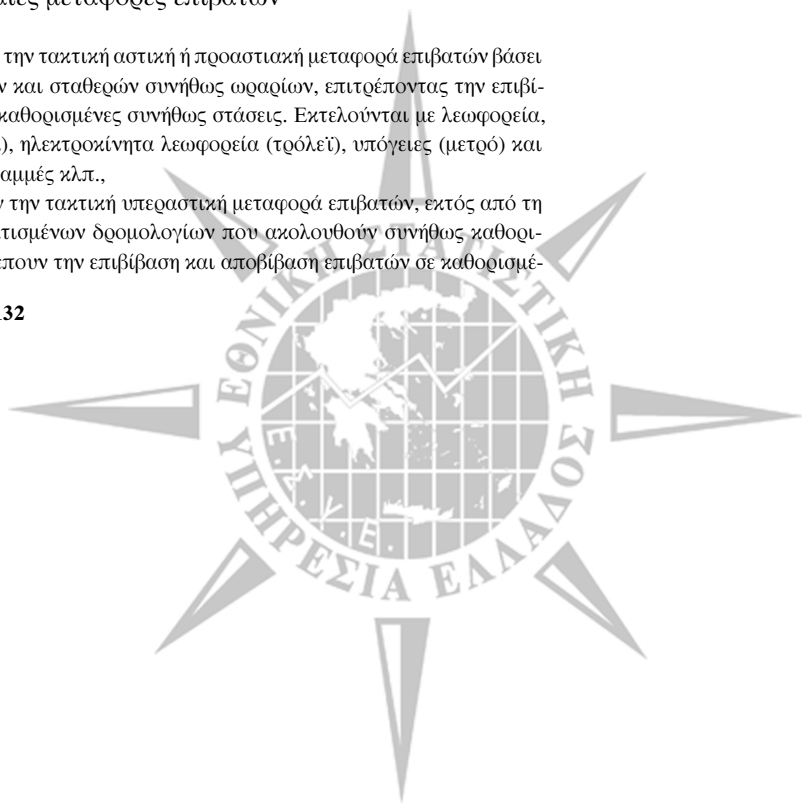 μεταφορές επιβατών
την τακτική αστική ή προαστιακή μεταφορά επιβατών βάσει
και σταθερών συνήθως ωραρίων, επιτρέποντας την επιβί-
καθορισμένες συνήθως στάσεις. Εκτελούνται με λεωφορεία,
), ηλεκτροκίνητα λεωφορεία (τρόλεϊ), υπόγειες (μετρό) και
αμμές κλπ.,
ν την τακτική υπεραστική μεταφορά επιβατών, εκτός από τη
τισμένων δρομολογίων που ακολουθούν συνήθως καθορι-
έπουν την επιβίβαση και αποβίβαση επιβατών σε καθορισμέ-
132
ΕΘΝΙΚΗ ΣΤΑΤΙΣΤΙΚΗ
ΥΠΗΡΕΣΙΑ ΕΛΛΑΔΟΣ
Ε.Σ.Υ.Ε.